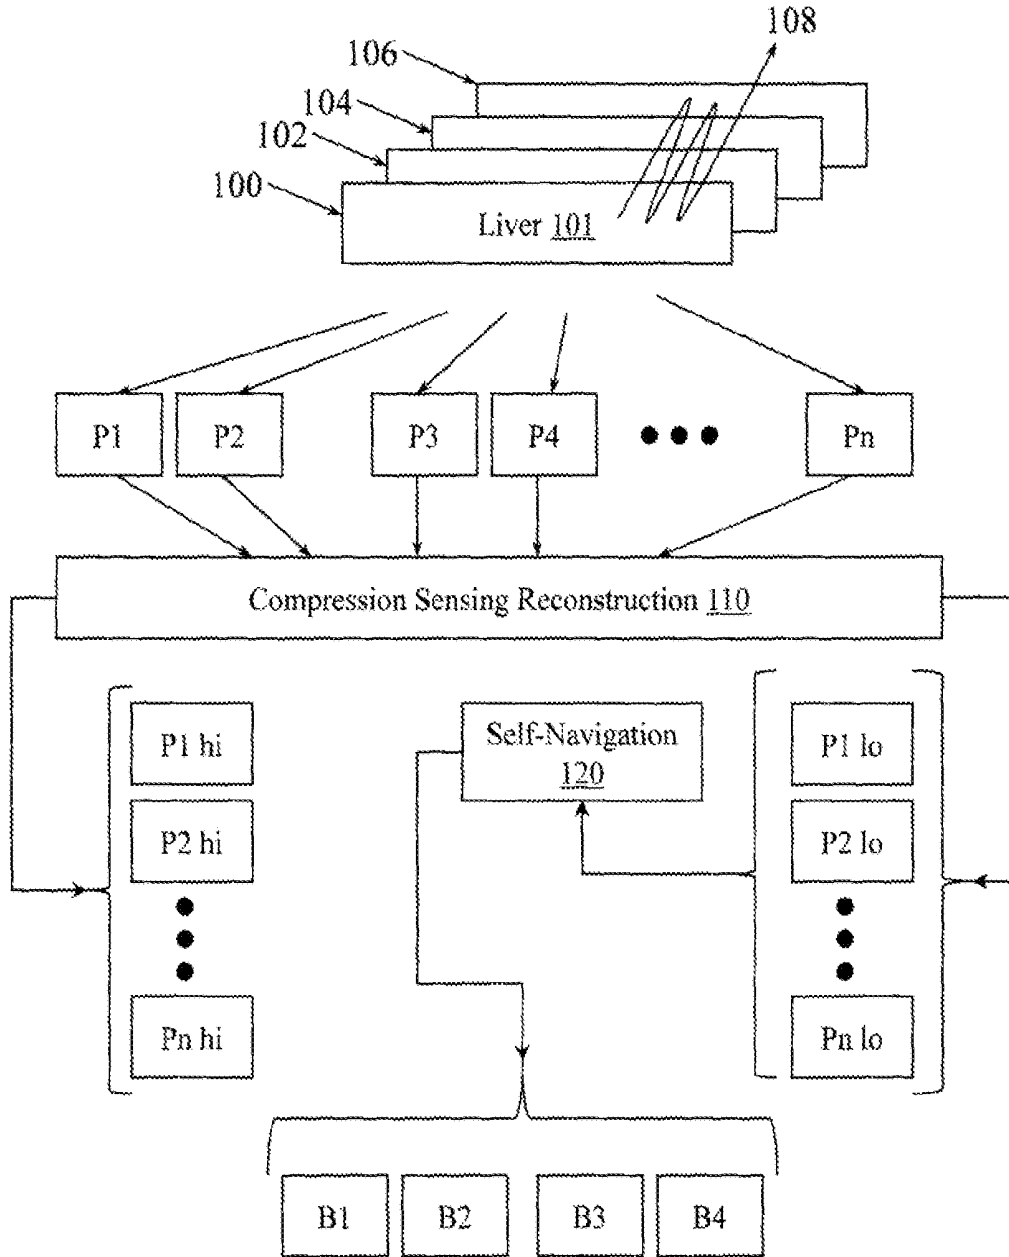 108
106
104
102
100
Liver 101
P1 P2 P3 P4 Pn
Compression Sensing Reconstruction 110
P1 hi
Self-Navigation
120
P1 lo
P2 hi
P2 lo
Pn hi
Pn lo
B1 B2 B3 B4